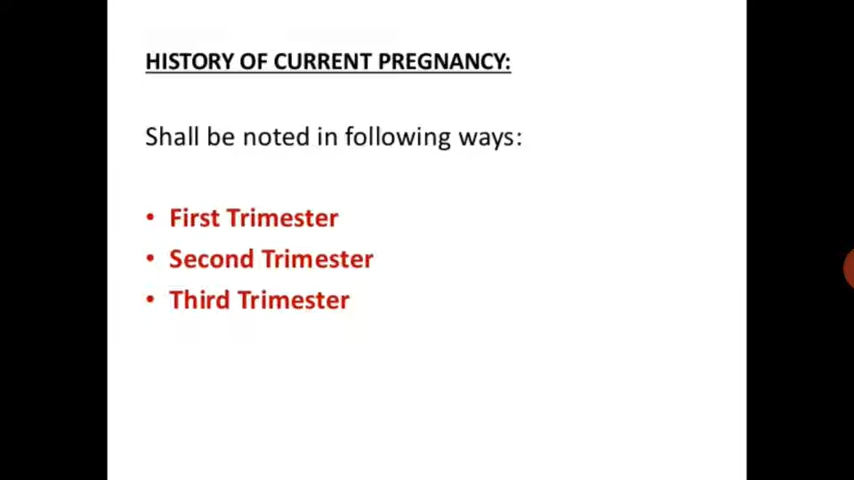 HISTORY OF CURRENT PREGNANCY:
Shall be noted in following ways:
• First Trimester
• Second Trimester
• Third Trimester